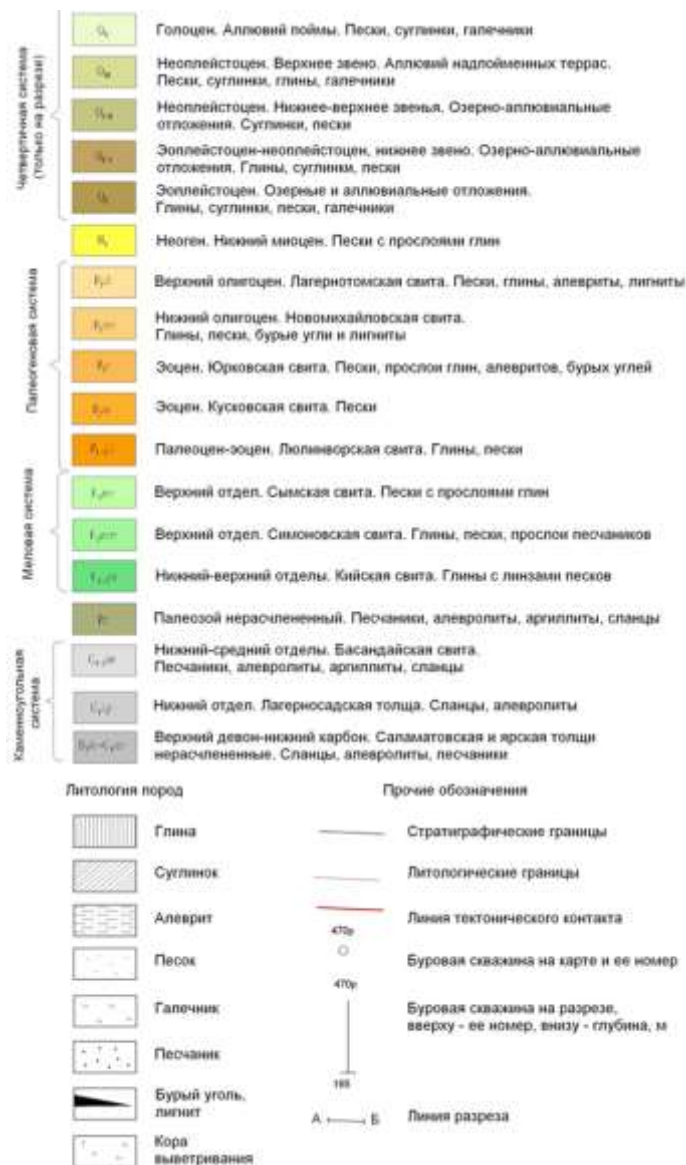 Четвертичная система
(только на разрезе)
Голоцен. Аллювий поймы. Пески, суглинки, галечники
Неоплейстоцен. Верхнее звено. Аллювий надпойменных террас.
Пески, суглинки, глины, галечники
Неоплейстоцен. Нижнее-верхнее звенья. Озерно-аллювиальные
отложения. Суглинки, пески
Эоплейстоцен-неоплейстоцен, нижнее звено. Озерно-аллювиальные
отложения. Глины, суглинки, пески
Эоплейстоцен. Озерные и аллювиальные отложения.
Глины, суглинки, пески, галечники
Неоген. Нижний миоцен. Пески с прослоями глин
Палеогеновая система
Верхний олигоцен. Лагернотомская свита. Пески, глины, алевриты, лигниты
Нижний олигоцен. Новомихайловская свита.
Глины, пески, бурые угли и лигниты
Эоцен. Юрковская свита. Пески, прослои глин, алевритов, бурых углей
Эоцен. Кусковская свита. Пески
Палеоцен-эоцен. Люлинворская свита. Глины, пески
Меловая система
Верхний отдел. Сымская свита. Пески с прослоями глин
Верхний отдел. Симоновская свита. Глины, пески, прослои песчаников
Нижний-верхний отделы. Кийская свита. Глины с линзами песков
Палеозой нерасчлененный. Песчаники, алевролиты, аргиллиты, сланцы
Каменноугольная
система
Нижний-средний отделы. Басандайская свита.
Песчаники, алевролиты, аргиллиты, сланцы
Нижний отдел. Лагерносадская толща. Сланцы, алевролиты
Верхний девон-нижний карбон. Саламатовская и ярская толщи
нерасчлененные. Сланцы, алевролиты, песчаники
Литология пород
Прочие обозначения
Глина
Стратиграфические границы
Суглинок
Литологические границы
Алеврит
Линия тектонического контакта
470р
Песок
Буровая скважина на карте и ее номер
470р
Галечник
Буровая скважина на разрезе,
вверху - ее номер, внизу - глубина, м
Песчаник
165
Бурый уголь,
лигнит
А Б Линия разреза
Кора
выветривания